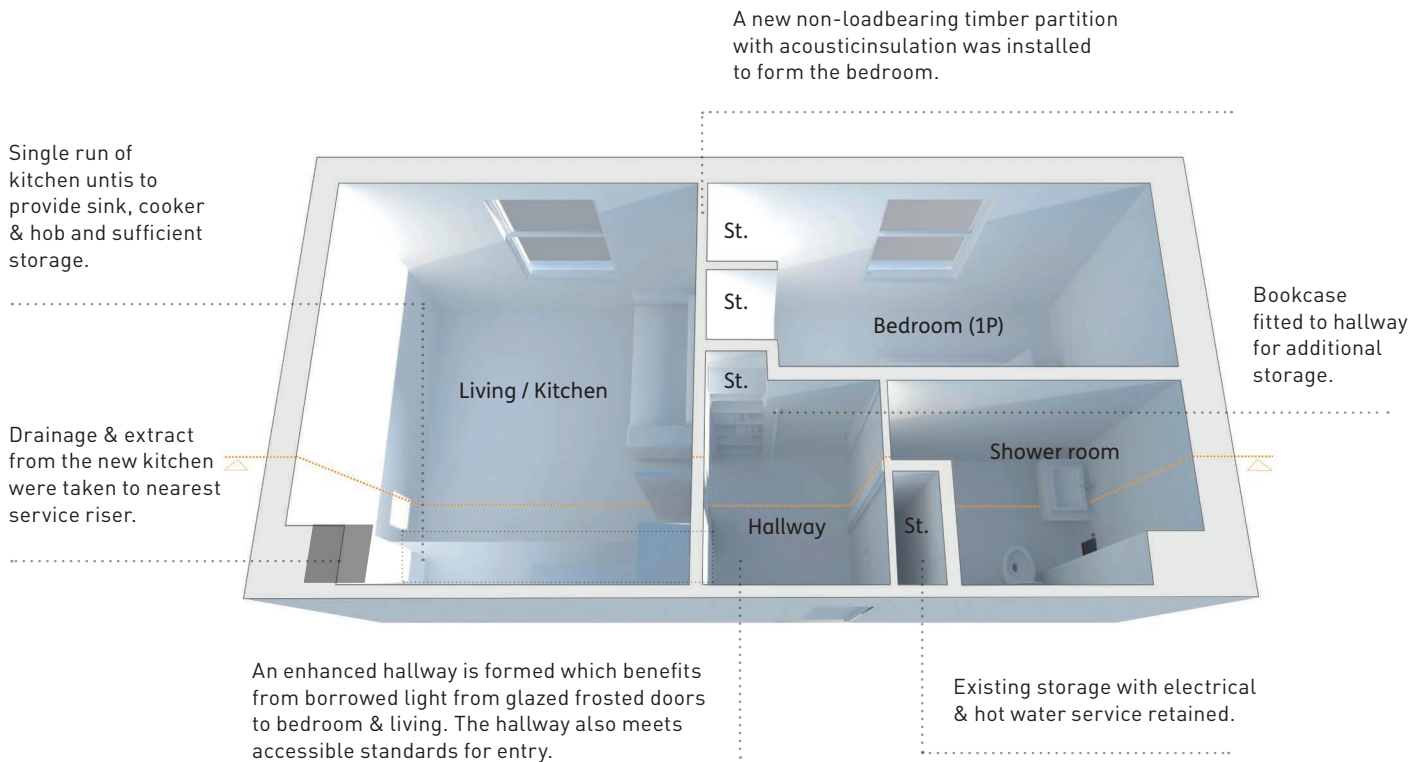 A new non-loadbearing timber partition
with acousticinsulation was installed
to form the bedroom.
Single run of
kitchen untis to
provide sink, cooker
& hob and sufficient
storage.
St.
St.
Bedroom (1P)
Bookcase
fitted to hallway
for additional
storage.
Living / Kitchen
St.
Drainage & extract
from the new kitchen
were taken to nearest
service riser.
Shower room
Hallway
St.
An enhanced hallway is formed which benefits
from borrowed light from glazed frosted doors
to bedroom & living. The hallway also meets
accessible standards for entry.
Existing storage with electrical
& hot water service retained.